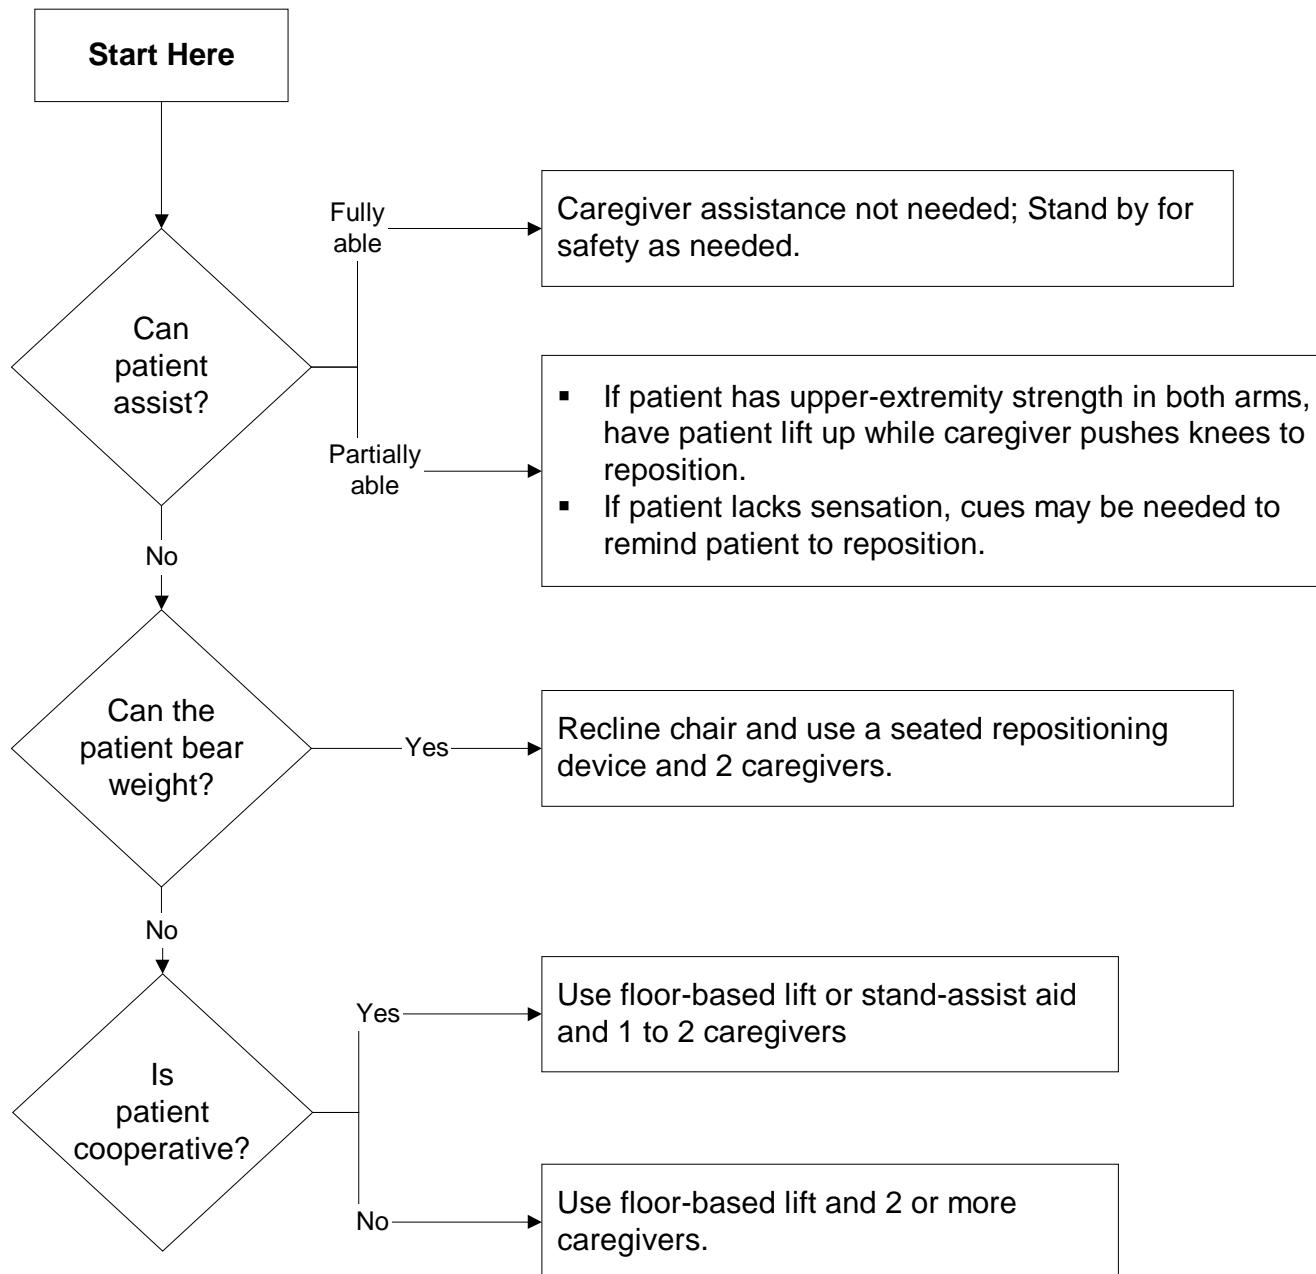 Start Here
Fully
able
Caregiver assistance not needed; Stand by for
safety as needed.
Can
patient
assist?
Partially
able
▪ If patient has upper-extremity strength in both arms,
have patient lift up while caregiver pushes knees to
reposition.
▪ If patient lacks sensation, cues may be needed to
remind patient to reposition.
No
Can the
patient bear
weight?
Yes
Recline chair and use a seated repositioning
device and 2 caregivers.
No
Is
patient
cooperative?
Yes
Use floor-based lift or stand-assist aid
and 1 to 2 caregivers
No
Use floor-based lift and 2 or more
caregivers.